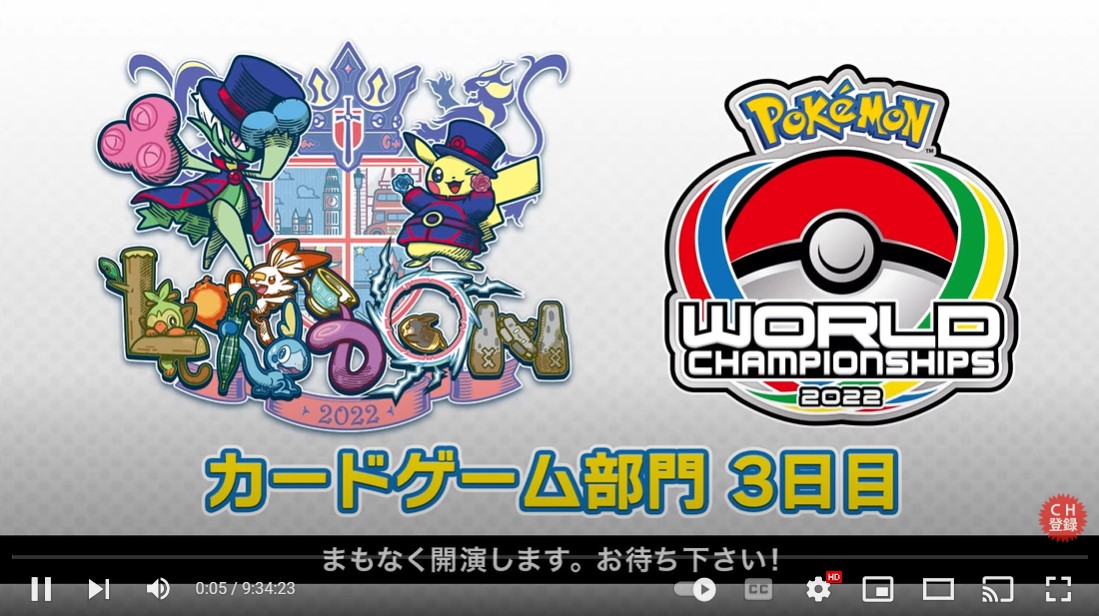 LONDON
2022
POKÉMON
TM
WORLD
CHAMPIONSHIPS
2022
カードゲーム部門 3日目
CH
登録
まもなく開演します。お待ち下さい!
0:05 / 9:34:23
CC
HD